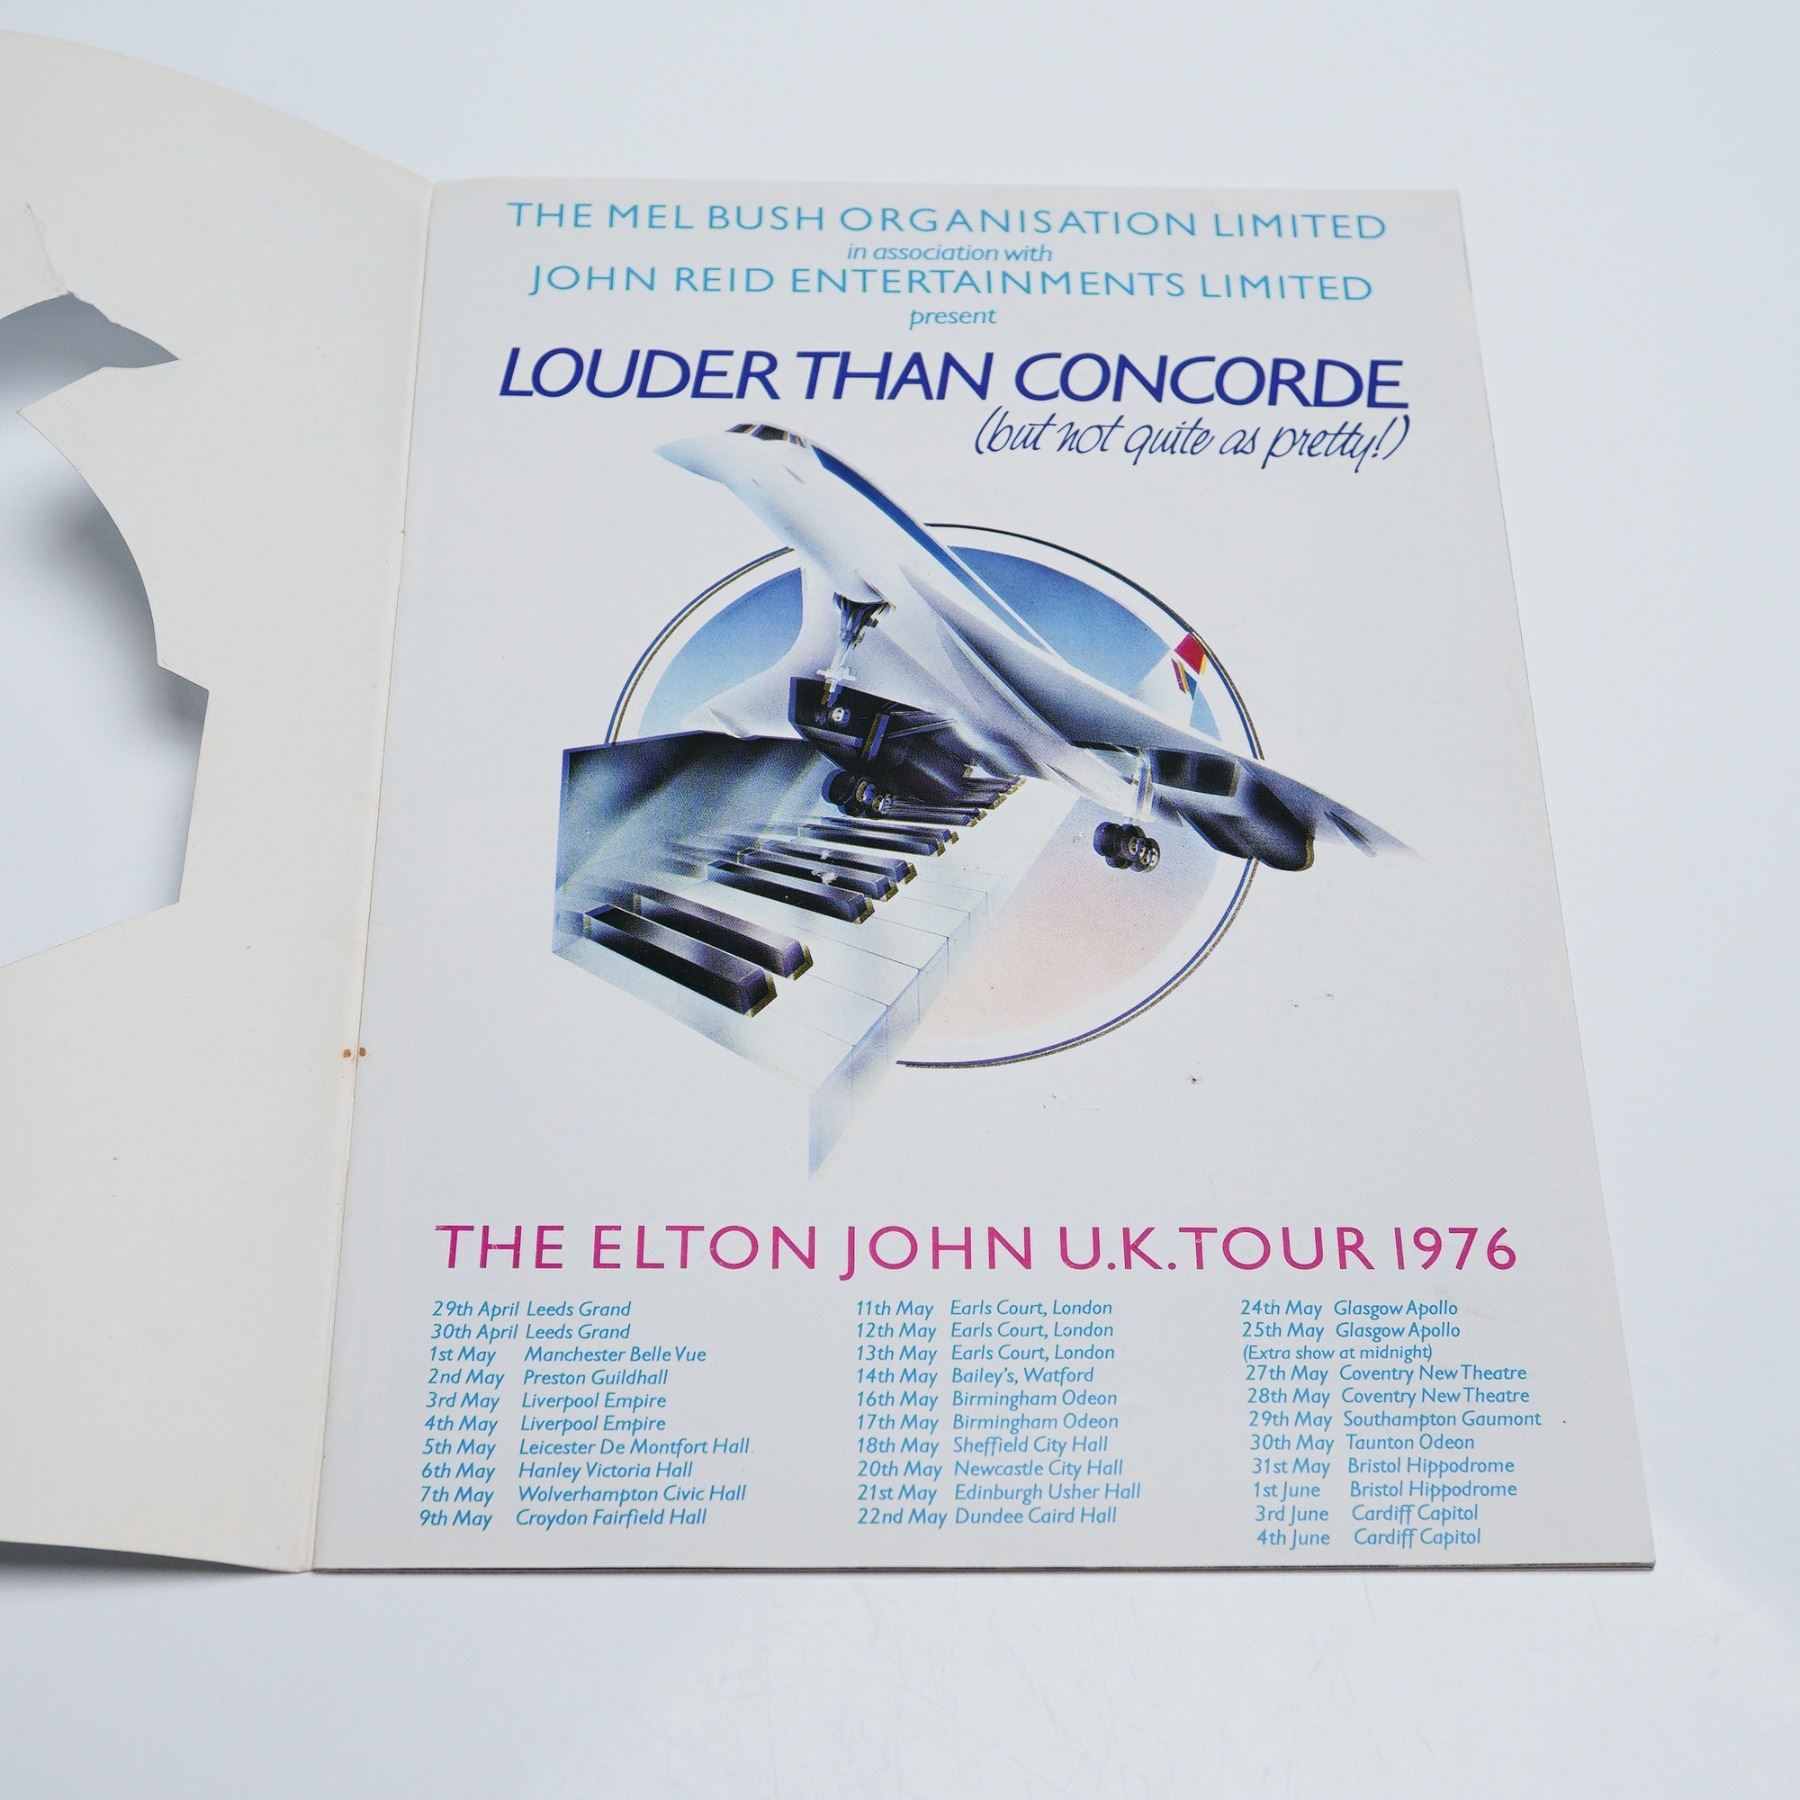 THE MEL BUSH ORGANISATION LIMITED
in association with
JOHN REID ENTERTAINMENTS LIMITED
present
LOUDER THAN CONCORDE
(but not quite as pretty!)
THE ELTON JOHN U.K. TOUR 1976
29th April Leeds Grand
30th April Leeds Grand
1st May Manchester Belle Vue
2nd May Preston Guildhall
3rd May Liverpool Empire
4th May Liverpool Empire
5th May Leicester De Montfort Hall
6th May Hanley Victoria Hall
7th May Wolverhampton Civic Hall
9th May Croydon Fairfield Hall
11th May Earls Court, London
12th May Earls Court, London
13th May Earls Court, London
14th May Bailey's, Watford
16th May Birmingham Odeon
17th May Birmingham Odeon
18th May Sheffield City Hall
20th May Newcastle City Hall
21st May Edinburgh Usher Hall
22nd May Dundee Caird Hall
24th May Glasgow Apollo
25th May Glasgow Apollo
(Extra show at midnight)
27th May Coventry New Theatre
28th May Coventry New Theatre
29th May Southampton Gaumont
30th May Taunton Odeon
31st May Bristol Hippodrome
1st June Bristol Hippodrome
3rd June Cardiff Capitol
4th June Cardiff Capitol